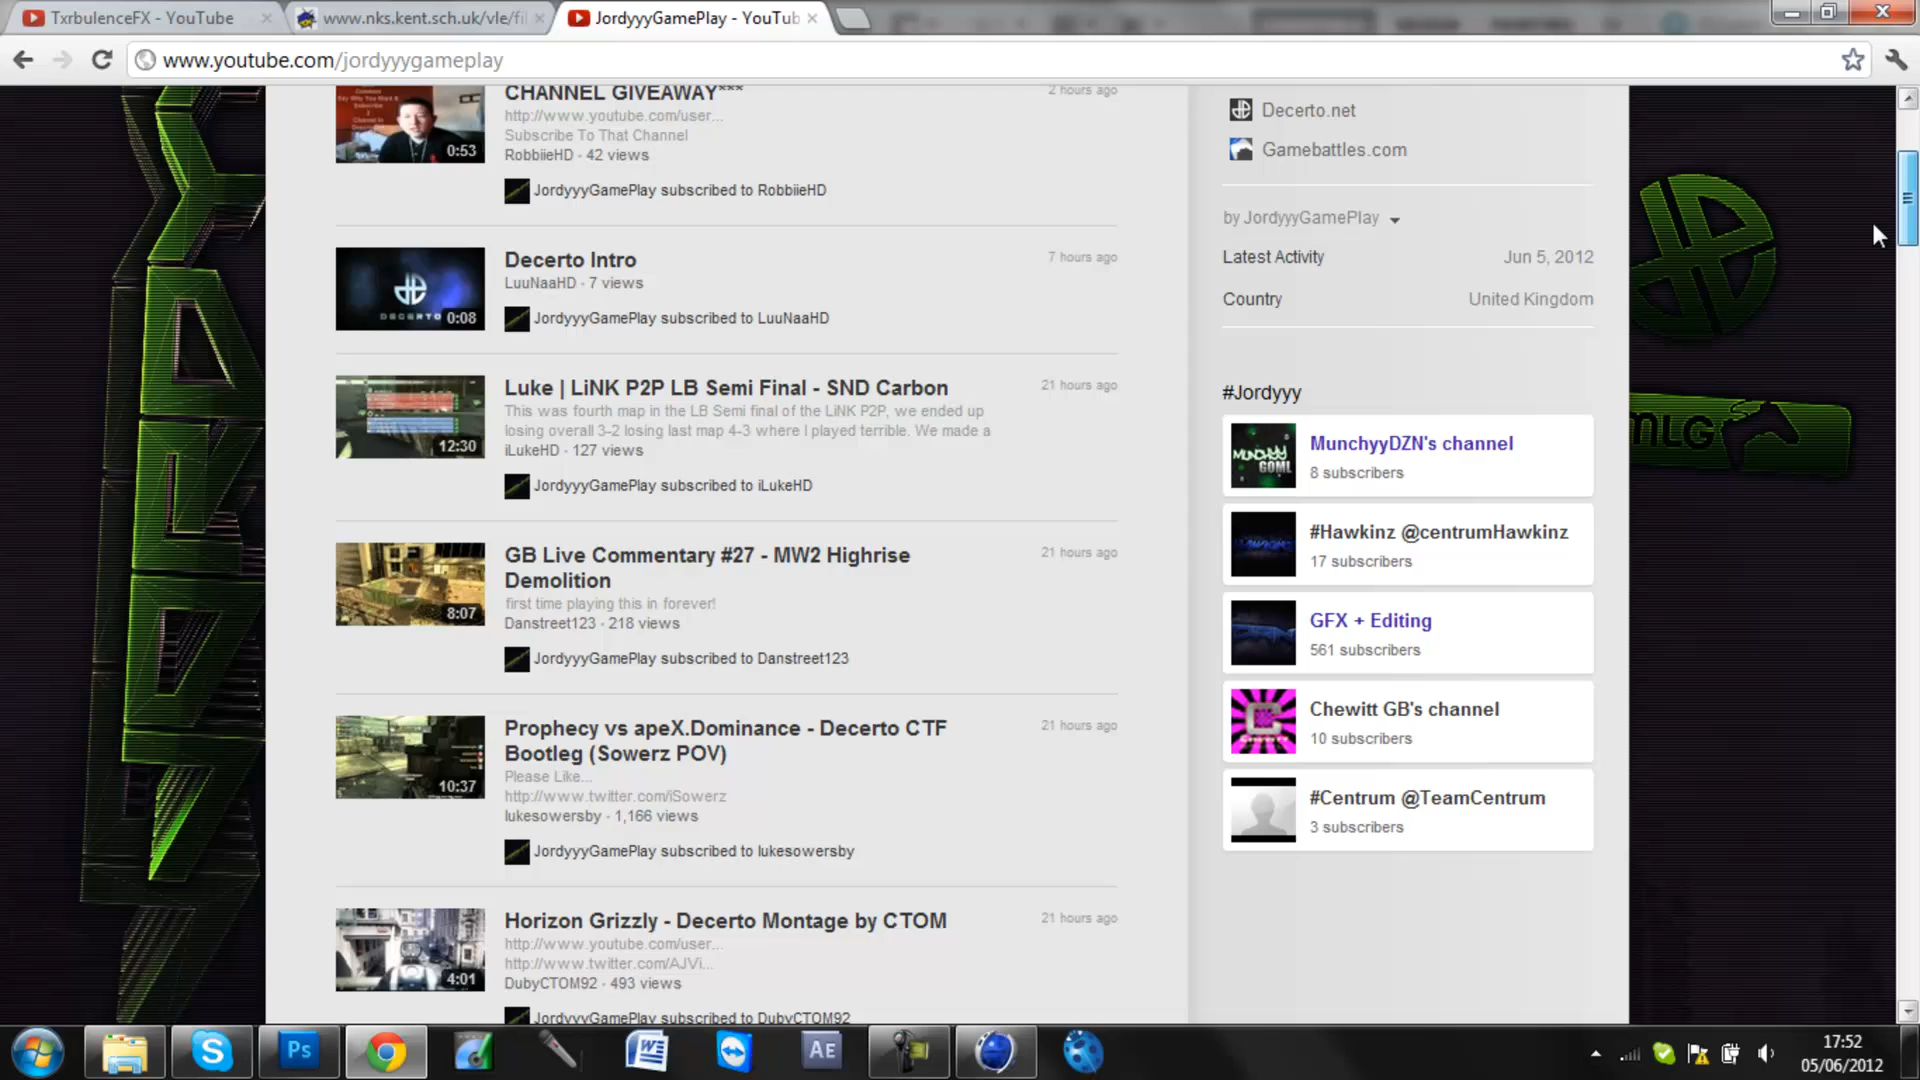 TxrbulenceFX - YouTube
www.nks.kent.sch.uk/vle/fil
JordyyyGamePlay - YouTub
www.youtube.com/jordyyygameplay
CHANNEL GIVEAWAY***
2 hours ago
http://www.youtube.com/user...
Subscribe To That Channel
RobbiieHD - 42 views
0:53
JordyyyGamePlay subscribed to RobbiieHD
Decerto Intro
7 hours ago
LuuNaaHD - 7 views
DECERTO
0:08
JordyyyGamePlay subscribed to LuuNaaHD
Luke | LiNK P2P LB Semi Final - SND Carbon
21 hours ago
This was fourth map in the LB Semi final of the LiNK P2P, we ended up
losing overall 3-2 losing last map 4-3 where I played terrible. We made a
iLukeHD - 127 views
12:30
JordyyyGamePlay subscribed to iLukeHD
GB Live Commentary #27 - MW2 Highrise
Demolition
21 hours ago
first time playing this in forever!
Danstreet123 - 218 views
8:07
JordyyyGamePlay subscribed to Danstreet123
Prophecy vs apeX.Dominance - Decerto CTF
Bootleg (Sowerz POV)
21 hours ago
Please Like...
http://www.twitter.com/iSowerz
lukesowersby - 1,166 views
10:37
JordyyyGamePlay subscribed to lukesowersby
Horizon Grizzly - Decerto Montage by CTOM
21 hours ago
http://www.youtube.com/user...
http://www.twitter.com/AJVi...
DubyCTOM92 - 493 views
4:01
JordyyyGamePlay subscribed to DubyCTOM92
Decerto.net
Gamebattles.com
by JordyyyGamePlay
Latest Activity Jun 5, 2012
Country United Kingdom
#Jordyyy
MUNCHYY
GOML
MunchyyDZN's channel
8 subscribers
HAWKINZ
#Hawkinz @centrumHawkinz
17 subscribers
GFX + Editing
561 subscribers
Chewitt GB's channel
10 subscribers
#Centrum @TeamCentrum
3 subscribers
MLG
Ps
AE
17:52
05/06/2012